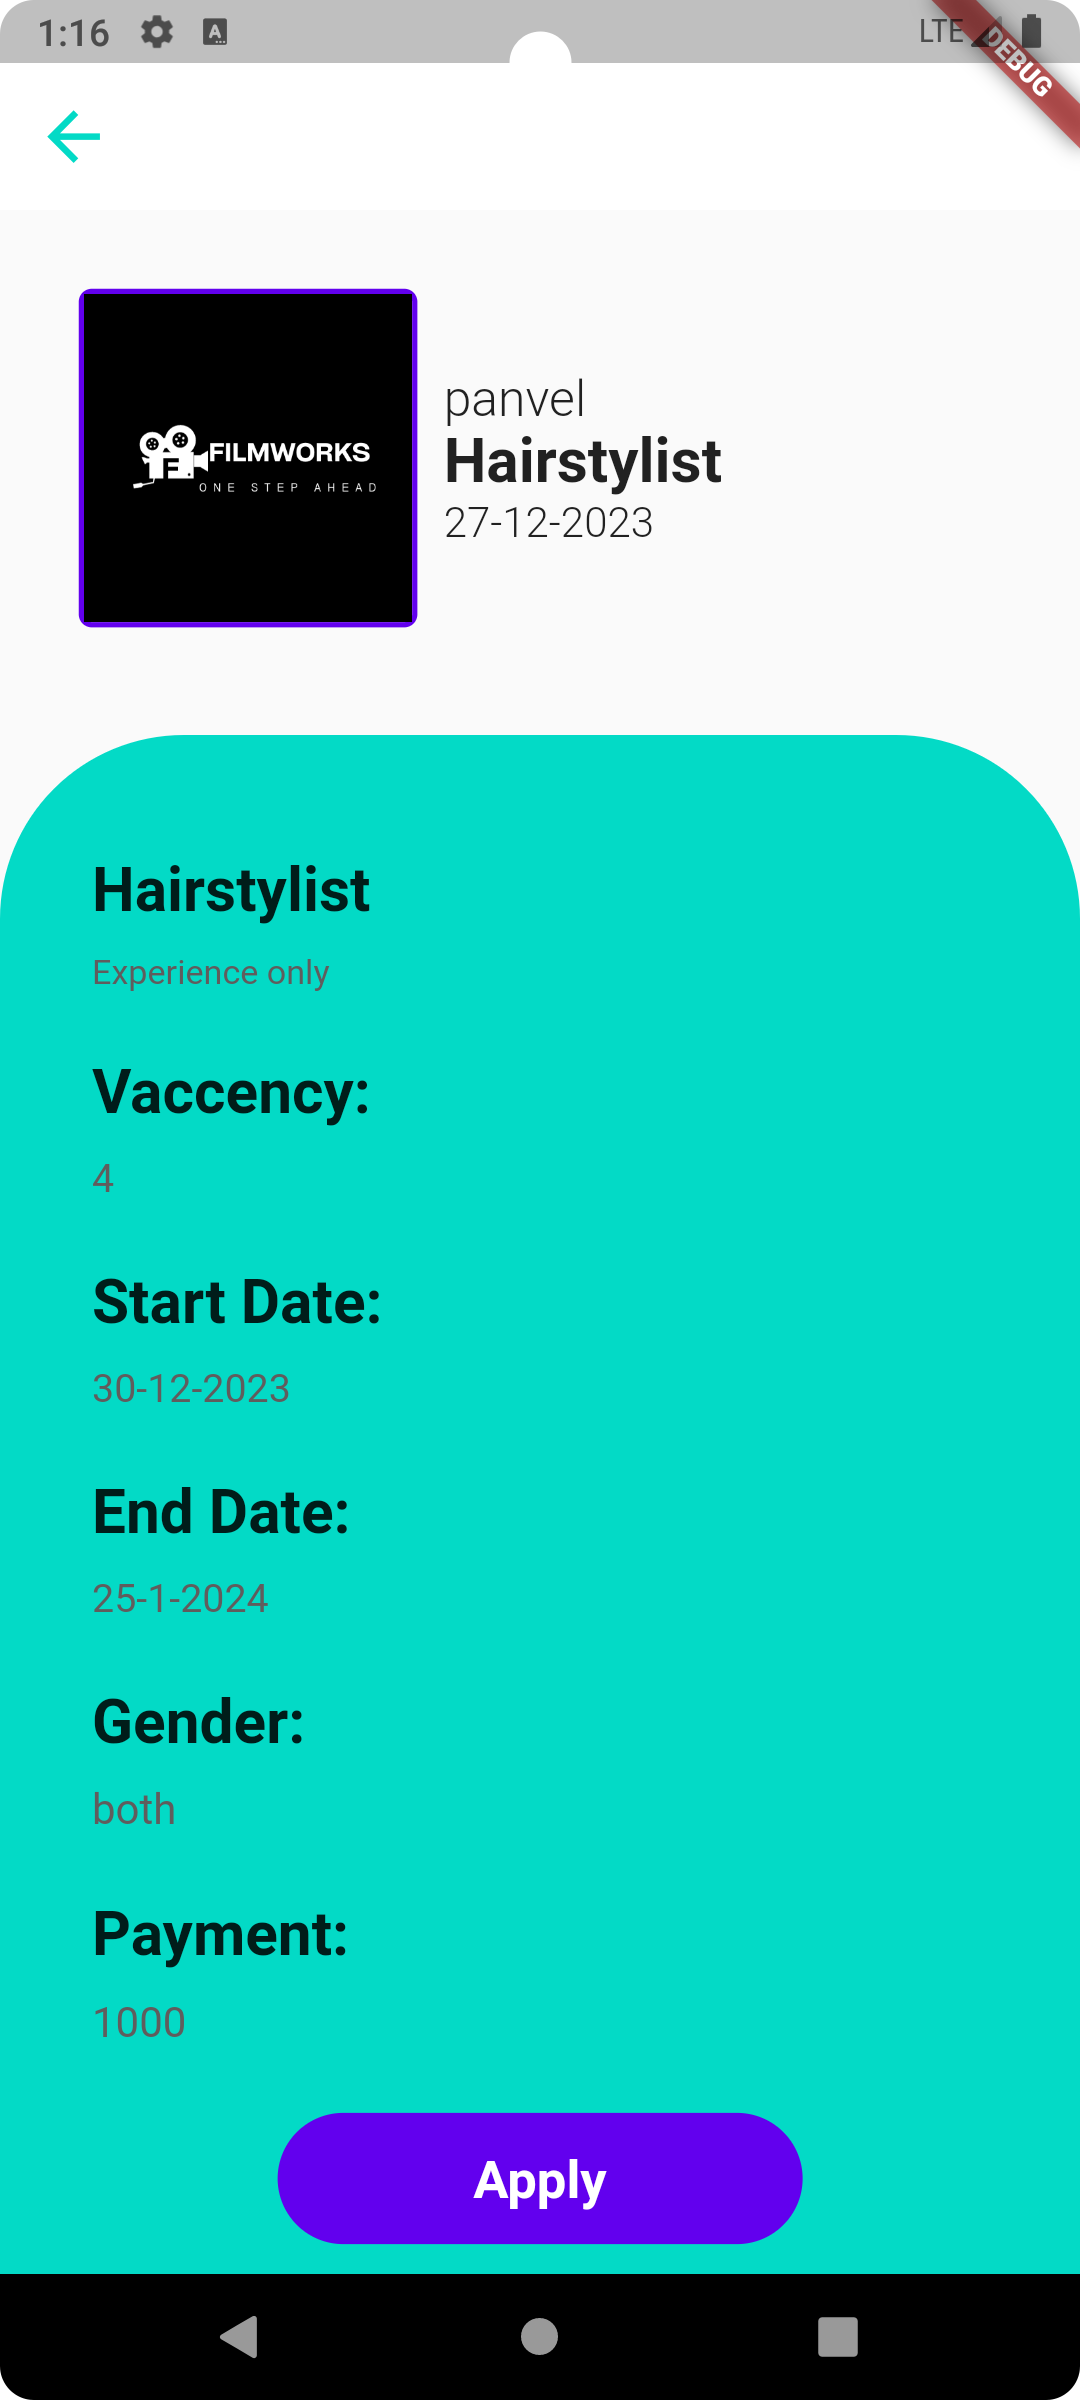 1:16
LTE
DEBUG
FILMWORKS
ONE STEP AHEAD
panvel
Hairstylist
27-12-2023
Hairstylist
Experience only
Vaccency:
4
Start Date:
30-12-2023
End Date:
25-1-2024
Gender:
both
Payment:
1000
Apply